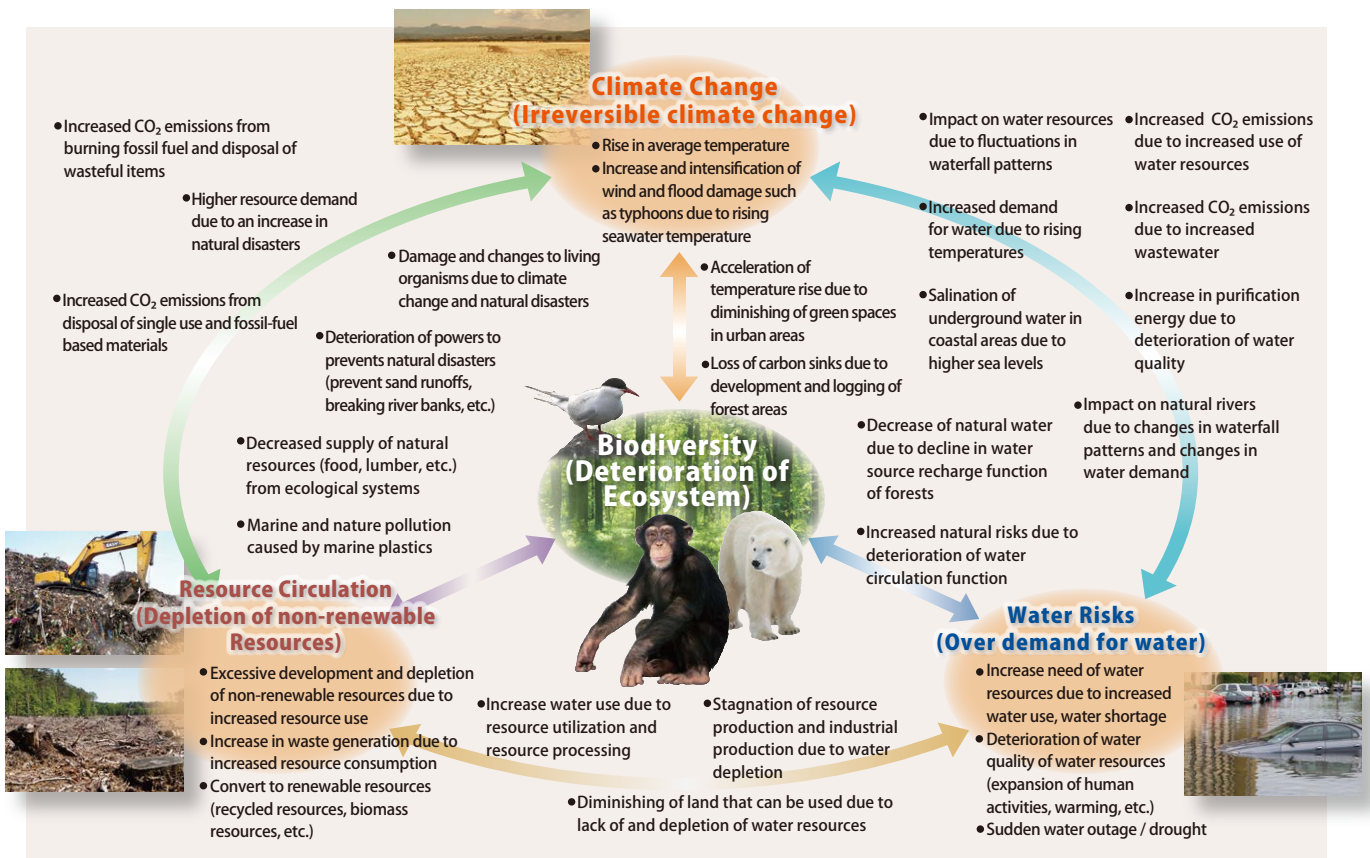 Climate Change
(Irreversible climate change)
•Rise in average temperature
•Increase and intensification of
wind and flood damage such
as typhoons due to rising
seawater temperature
•Increased CO₂ emissions from
burning fossil fuel and disposal of
wasteful items
•Higher resource demand
due to an increase in
natural disasters
•Increased CO₂ emissions from
disposal of single use and fossil-fuel
based materials
•Damage and changes to living
organisms due to climate
change and natural disasters
•Deterioration of powers to
prevents natural disasters
(prevent sand runoffs,
breaking river banks, etc.)
•Decreased supply of natural
resources (food, lumber, etc.)
from ecological systems
•Marine and nature pollution
caused by marine plastics
•Acceleration of
temperature rise due to
diminishing of green spaces
in urban areas
•Loss of carbon sinks due to
development and logging of
forest areas
•Impact on water resources
due to fluctuations in
waterfall patterns
•Increased demand
for water due to rising
temperatures
•Salination of
underground water in
coastal areas due to
higher sea levels
•Increased CO₂ emissions
due to increased use of
water resources
•Increased CO₂ emissions
due to increased
wastewater
•Increase in purification
energy due to
deterioration of water
quality
•Impact on natural rivers
due to changes in waterfall
patterns and changes in
water demand
•Decrease of natural water
due to decline in water
source recharge function
of forests
•Increased natural risks due to
deterioration of water
circulation function
Biodiversity
(Deterioration of
Ecosystem)
Resource Circulation
(Depletion of non-renewable
Resources)
•Excessive development and depletion
of non-renewable resources due to
increased resource use
•Increase in waste generation due to
increased resource consumption
•Convert to renewable resources
(recycled resources, biomass
resources, etc.)
•Increase water use due to
resource utilization and
resource processing
•Stagnation of resource
production and industrial
production due to water
depletion
•Diminishing of land that can be used due to
lack of and depletion of water resources
Water Risks
(Over demand for water)
•Increase need of water
resources due to increased
water use, water shortage
•Deterioration of water
quality of water resources
(expansion of human
activities, warming, etc.)
•Sudden water outage / drought